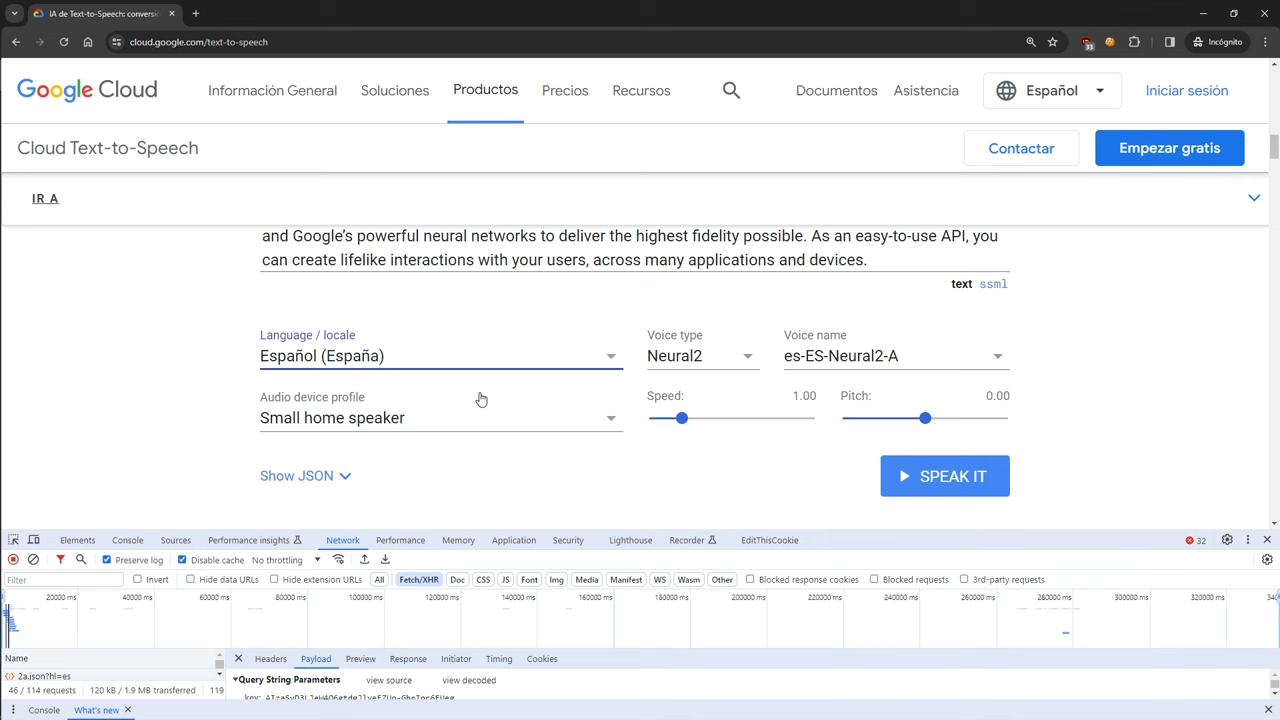 IA de Text-to-Speech: conversi
cloud.google.com/text-to-speech
33
Incógnito
Google Cloud
Información General
Soluciones
Productos
Precios
Recursos
Documentos
Asistencia
Español
Iniciar sesión
Cloud Text-to-Speech
Contactar
Empezar gratis
IR A
and Google's powerful neural networks to deliver the highest fidelity possible. As an easy-to-use API, you
can create lifelike interactions with your users, across many applications and devices.
text ssml
Language / locale
Voice type
Voice name
Español (España)
Neural2
es-ES-Neural2-A
Audio device profile
Speed: 1.00
Pitch: 0.00
Small home speaker
Show JSON
SPEAK IT
Elements Console Sources Performance insights Network Performance Memory Application Security Lighthouse Recorder EditThisCookie 32
Preserve log Disable cache No throttling
Filter Invert Hide data URLs Hide extension URLs All Fetch/XHR Doc CSS JS Font Img Media Manifest WS Wasm Other Blocked response cookies Blocked requests 3rd-party requests
20000 ms 40000 ms 60000 ms 80000 ms 100000 ms 120000 ms 140000 ms 160000 ms 180000 ms 200000 ms 220000 ms 240000 ms 260000 ms 280000 ms 300000 ms 320000 ms 34
Name
Headers Payload Preview Response Initiator Timing Cookies
2a.json?hl=es
Query String Parameters view source view decoded
46 / 114 requests 120 kB / 1.9 MB transferred 119
key:
Console What's new